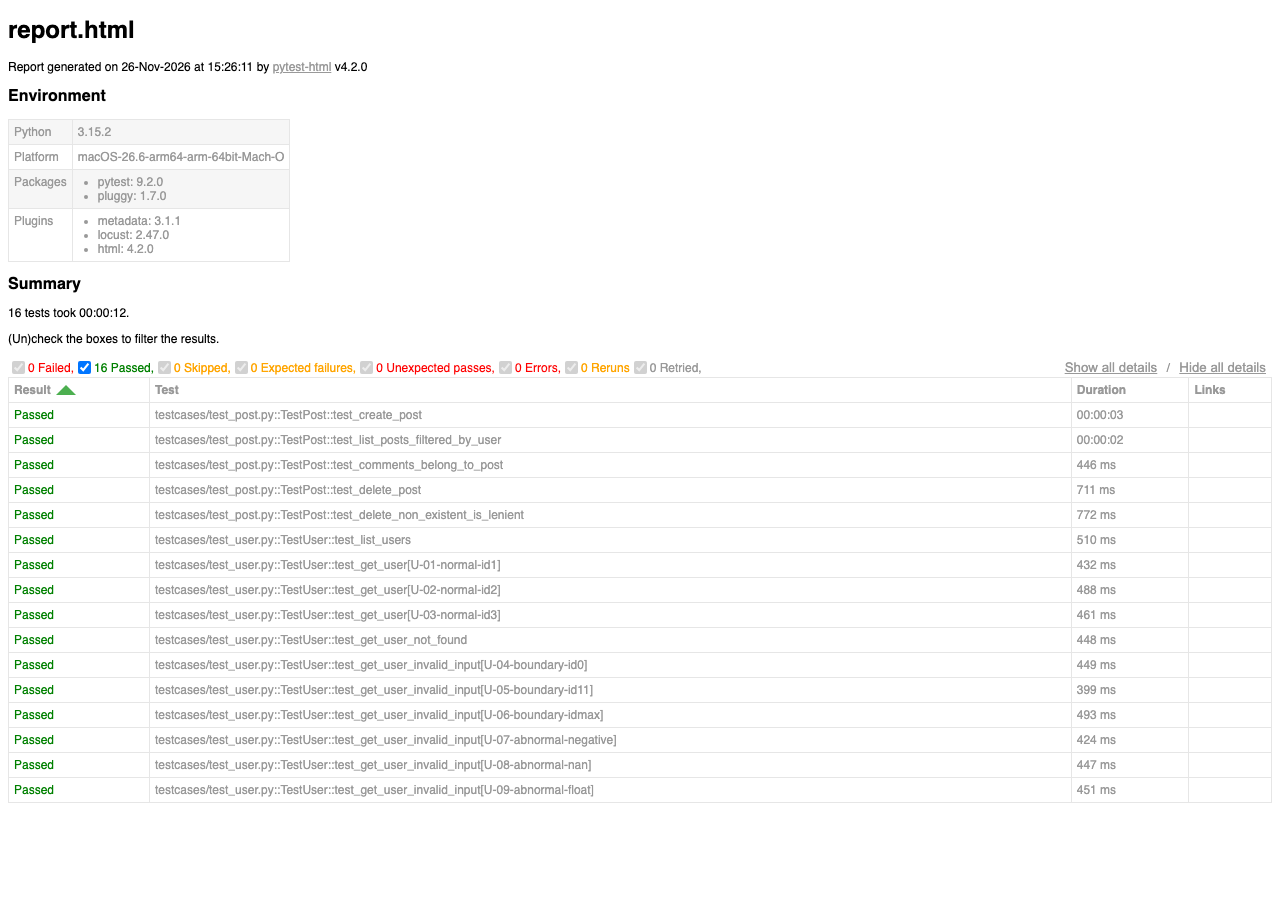 report.html
Report generated on 26-Nov-2026 at 15:26:11 by pytest-html v4.2.0
Environment
Python 3.15.2
Platform macOS-26.6-arm64-arm-64bit-Mach-O
Packages
• pytest: 9.2.0
• pluggy: 1.7.0
Plugins
• metadata: 3.1.1
• locust: 2.47.0
• html: 4.2.0
Summary
16 tests took 00:00:12.
(Un)check the boxes to filter the results.
0 Failed, 16 Passed, 0 Skipped, 0 Expected failures, 0 Unexpected passes, 0 Errors, 0 Reruns 0 Retried, Show all details / Hide all details
Result Test Duration Links
Passed testcases/test_post.py::TestPost::test_create_post 00:00:03
Passed testcases/test_post.py::TestPost::test_list_posts_filtered_by_user 00:00:02
Passed testcases/test_post.py::TestPost::test_comments_belong_to_post 446 ms
Passed testcases/test_post.py::TestPost::test_delete_post 711 ms
Passed testcases/test_post.py::TestPost::test_delete_non_existent_is_lenient 772 ms
Passed testcases/test_user.py::TestUser::test_list_users 510 ms
Passed testcases/test_user.py::TestUser::test_get_user[U-01-normal-id1] 432 ms
Passed testcases/test_user.py::TestUser::test_get_user[U-02-normal-id2] 488 ms
Passed testcases/test_user.py::TestUser::test_get_user[U-03-normal-id3] 461 ms
Passed testcases/test_user.py::TestUser::test_get_user_not_found 448 ms
Passed testcases/test_user.py::TestUser::test_get_user_invalid_input[U-04-boundary-id0] 449 ms
Passed testcases/test_user.py::TestUser::test_get_user_invalid_input[U-05-boundary-id11] 399 ms
Passed testcases/test_user.py::TestUser::test_get_user_invalid_input[U-06-boundary-idmax] 493 ms
Passed testcases/test_user.py::TestUser::test_get_user_invalid_input[U-07-abnormal-negative] 424 ms
Passed testcases/test_user.py::TestUser::test_get_user_invalid_input[U-08-abnormal-nan] 447 ms
Passed testcases/test_user.py::TestUser::test_get_user_invalid_input[U-09-abnormal-float] 451 ms